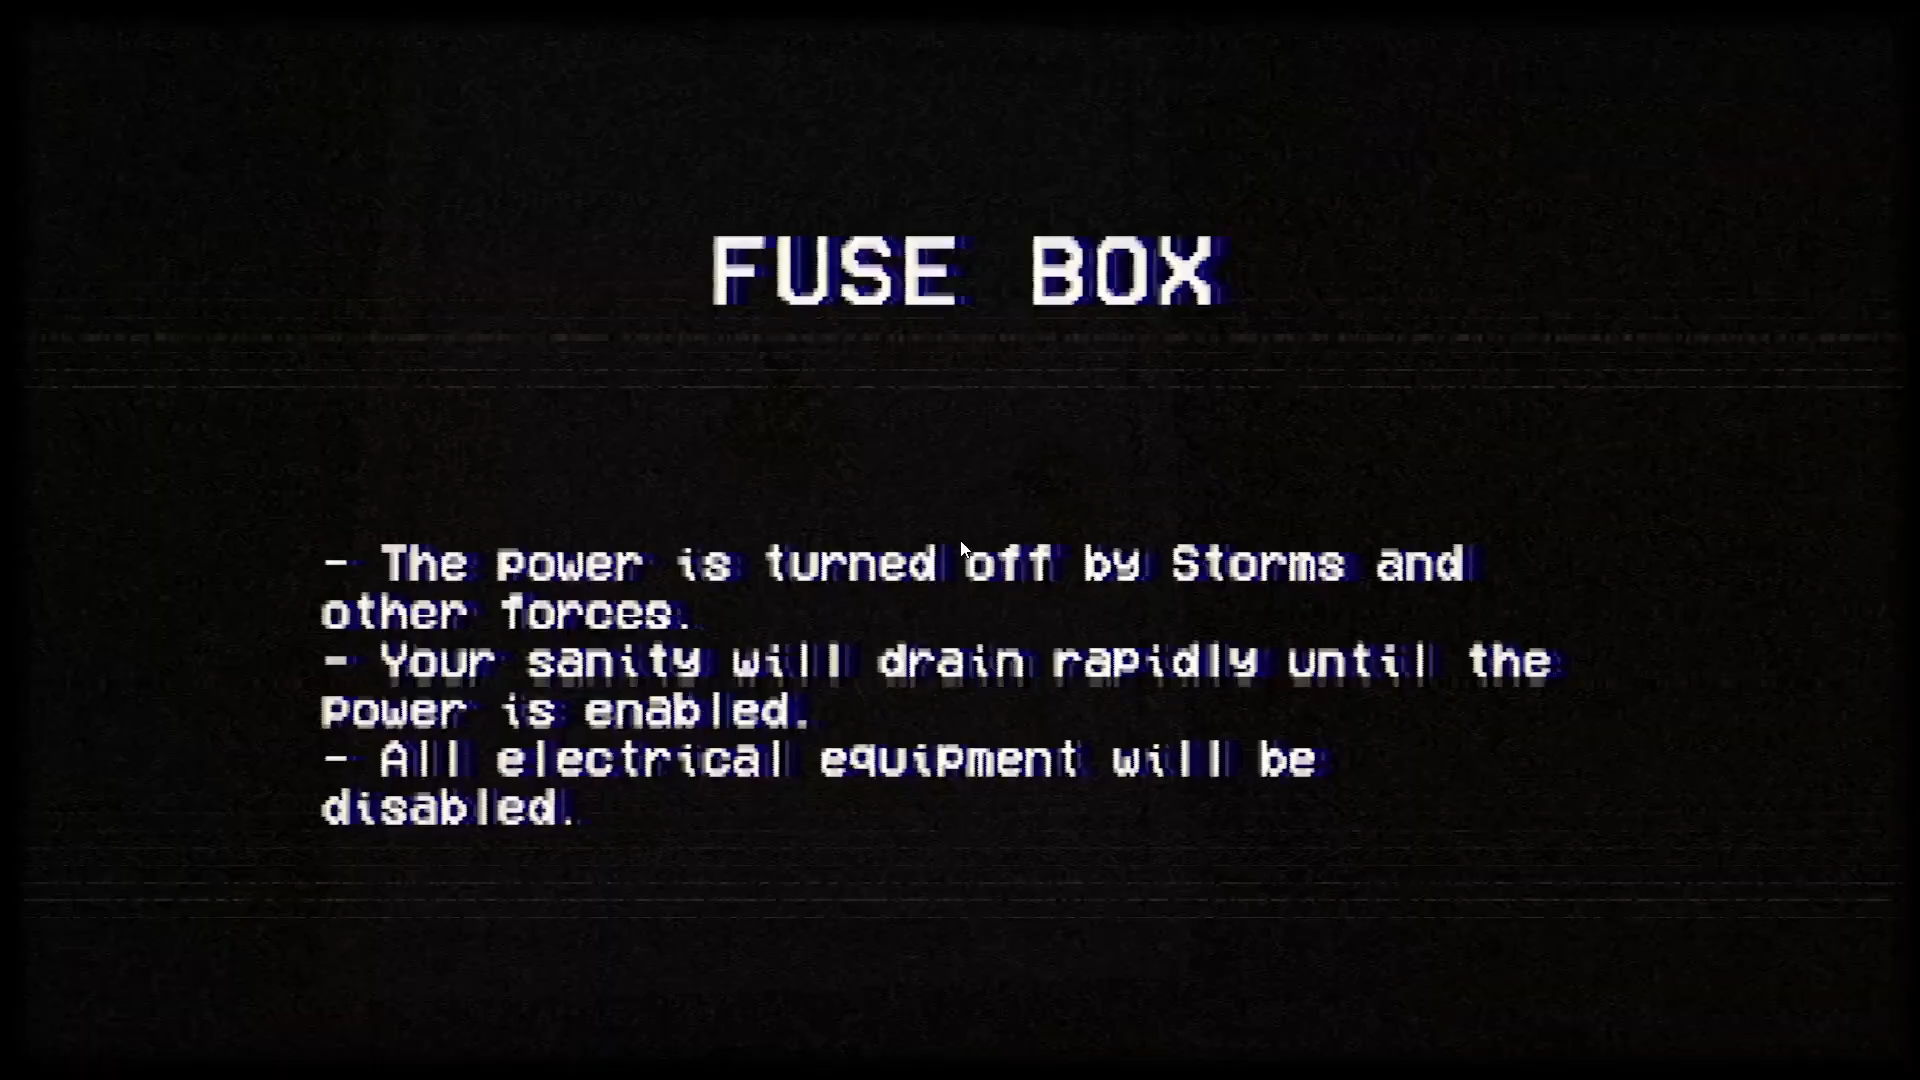 FUSE BOX
- The power is turned off by Storms and
other forces.
- Your sanity will drain rapidly until the
power is enabled.
- All electrical equipment will be
disabled.